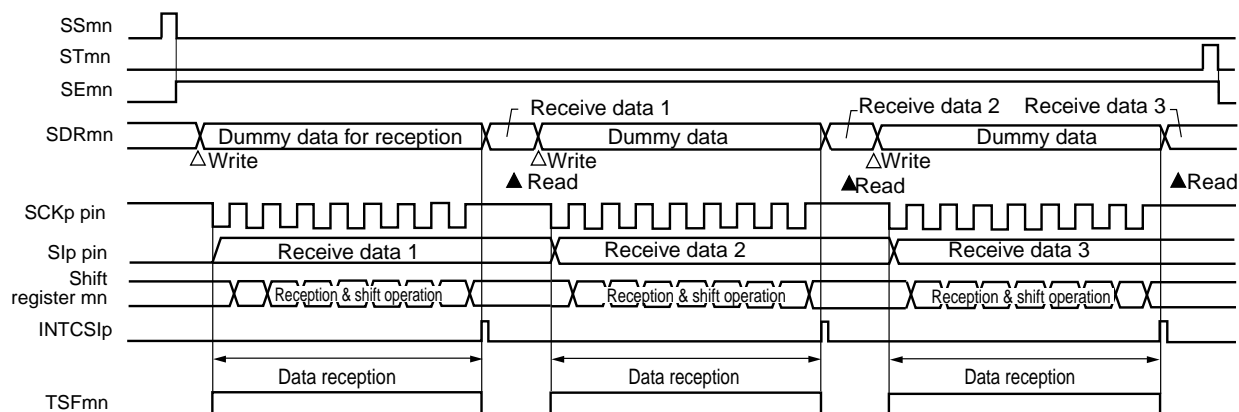 SSmn
STmn
SEmn
Receive data 1 Receive data 2 Receive data 3
SDRmn Dummy data for reception Dummy data Dummy data
△Write △Write △Write
▲Read ▲Read ▲Read
SCKp pin
SIp pin Receive data 1 Receive data 2 Receive data 3
Shift
register mn Reception & shift operation Reception & shift operation Reception & shift operation
INTCSIp
Data reception Data reception Data reception
TSFmn